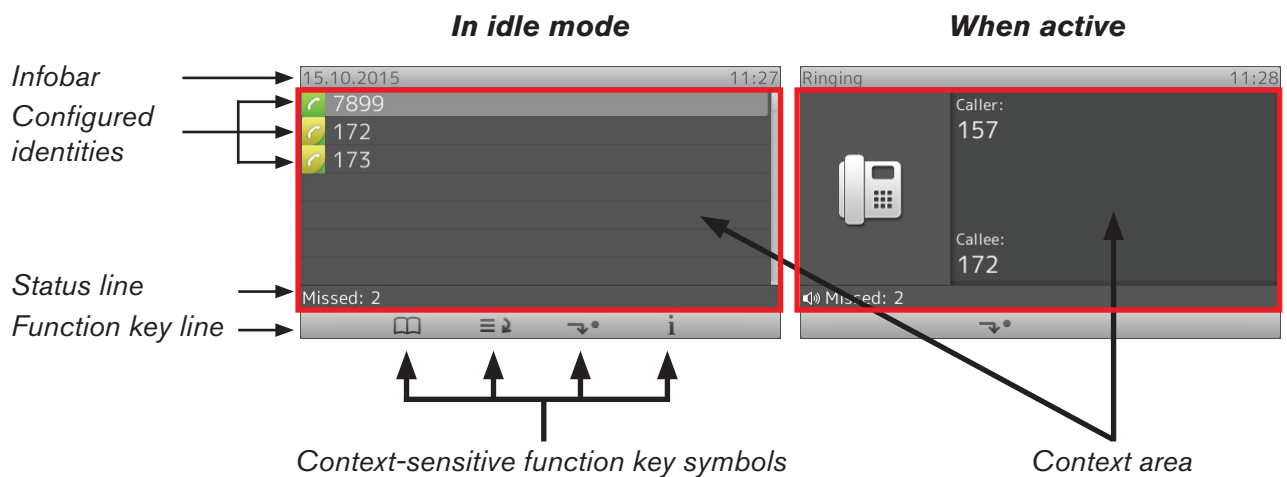 In idle mode
When active
Infobar
Configured
identities
Status line
Function key line
15.10.2015 11:27
7899
172
173
Missed: 2
i
Ringing 11:28
Caller:
157
Callee:
172
Missed: 2
Context-sensitive function key symbols
Context area